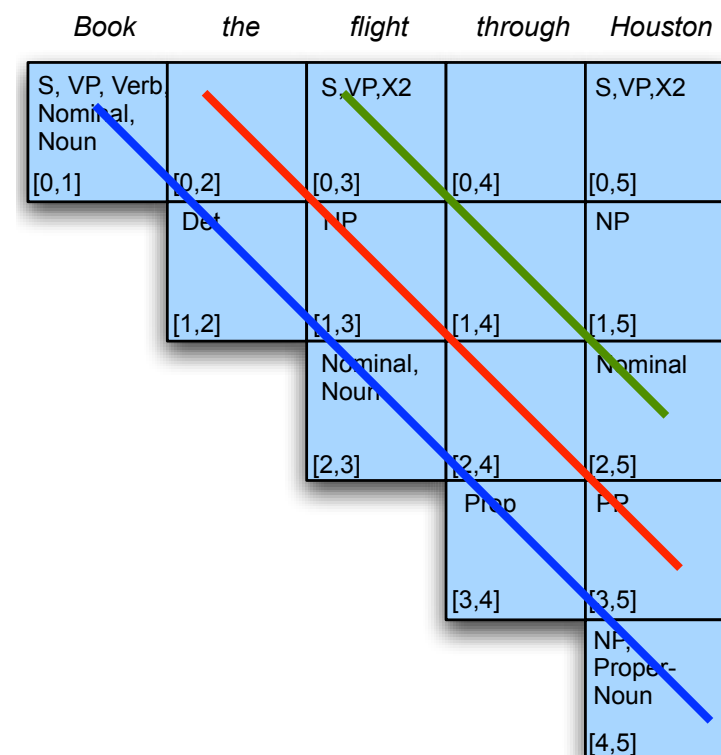 Book the flight through Houston
S, VP, Verb, Nominal, Noun
[0,1]
[0,2]
S,VP,X2
[0,3]
[0,4]
S,VP,X2
[0,5]
Det
[1,2]
NP
[1,3]
[1,4]
NP
[1,5]
Nominal,
Noun
[2,3]
[2,4]
Nominal
[2,5]
Prep
[3,4]
PP
[3,5]
NP,
Proper-
Noun
[4,5]